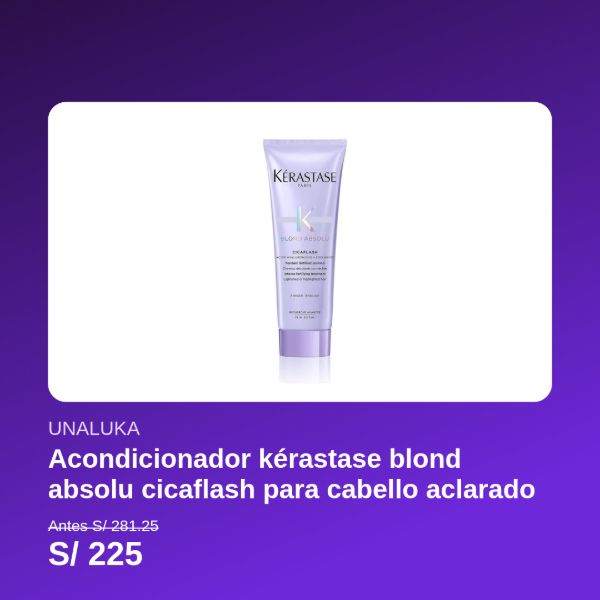 KÉRASTASE
PARIS
K
BLOND ABSOLU
CICAFLASH
UNALUKA
Acondicionador kérastase blond
absolu cicaflash para cabello aclarado
Antes S/ 281.25
S/ 225